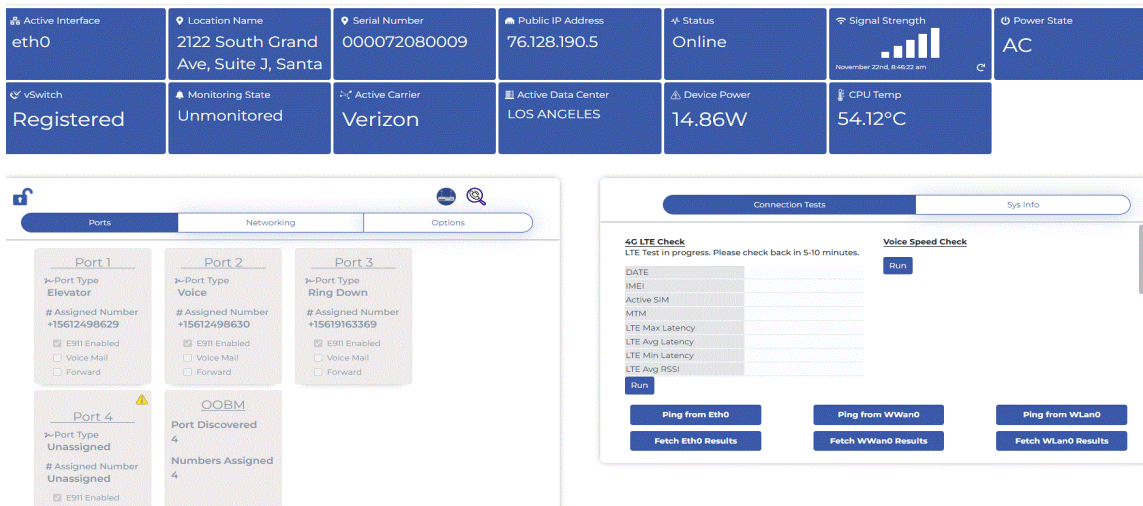 Active Interface
eth0
Location Name
2122 South Grand
Ave, Suite J, Santa
Serial Number
000072080009
Public IP Address
76.128.190.5
Status
Online
Signal Strength
November 22nd, 8:46:22 am
Power State
AC
vSwitch
Registered
Monitoring State
Unmonitored
Active Carrier
Verizon
Active Data Center
LOS ANGELES
Device Power
14.86W
CPU Temp
54.12°C
Ports
Networking
Options
Port 1
Port Type
Elevator
# Assigned Number
+15612498629
E911 Enabled
Voice Mail
Forward
Port 2
Port Type
Voice
# Assigned Number
+15612498630
E911 Enabled
Voice Mail
Forward
Port 3
Port Type
Ring Down
# Assigned Number
+15619163369
E911 Enabled
Voice Mail
Forward
Port 4
Port Type
Unassigned
# Assigned Number
Unassigned
E911 Enabled
OOBM
Port Discovered
4
Numbers Assigned
4
Connection Tests
Sys Info
4G LTE Check
LTE Test in progress. Please check back in 5-10 minutes.
DATE
IMEI
Active SIM
MTM
LTE Max Latency
LTE Avg Latency
LTE Min Latency
LTE Avg RSSI
Run
Voice Speed Check
Run
Ping from Eth0
Ping from WWan0
Ping from WLan0
Fetch Eth0 Results
Fetch WWan0 Results
Fetch WLan0 Results